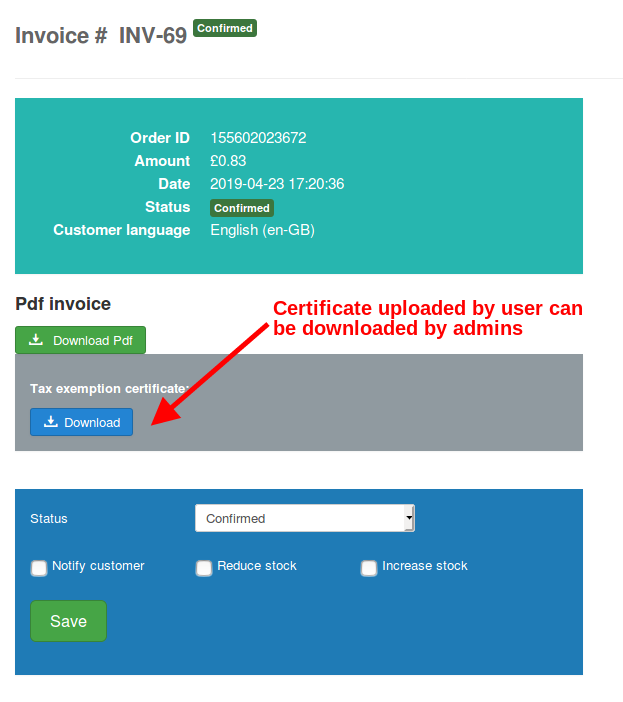 Invoice # INV-69 Confirmed
Order ID 155602023672
Amount £0.83
Date 2019-04-23 17:20:36
Status Confirmed
Customer language English (en-GB)
Pdf invoice
Certificate uploaded by user can
be downloaded by admins
Download Pdf
Tax exemption certificate:
Download
Status Confirmed
Notify customer Reduce stock Increase stock
Save